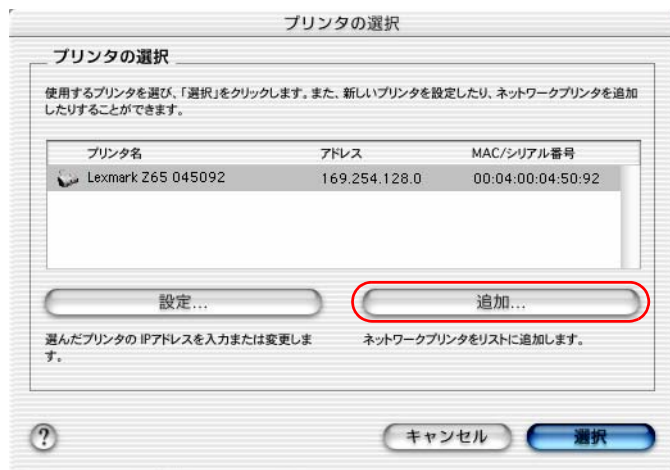 プリンタの選択
プリンタの選択
使用するプリンタを選び、「選択」をクリックします。また、新しいプリンタを設定したり、ネットワークプリンタを追加
したりすることができます。
プリンタ名 アドレス MAC/シリアル番号
Lexmark Z65 045092 169.254.128.0 00:04:00:04:50:92
設定... 追加...
選んだプリンタの IPアドレスを入力または変更しま
す。
ネットワークプリンタをリストに追加します。
? キャンセル 選択